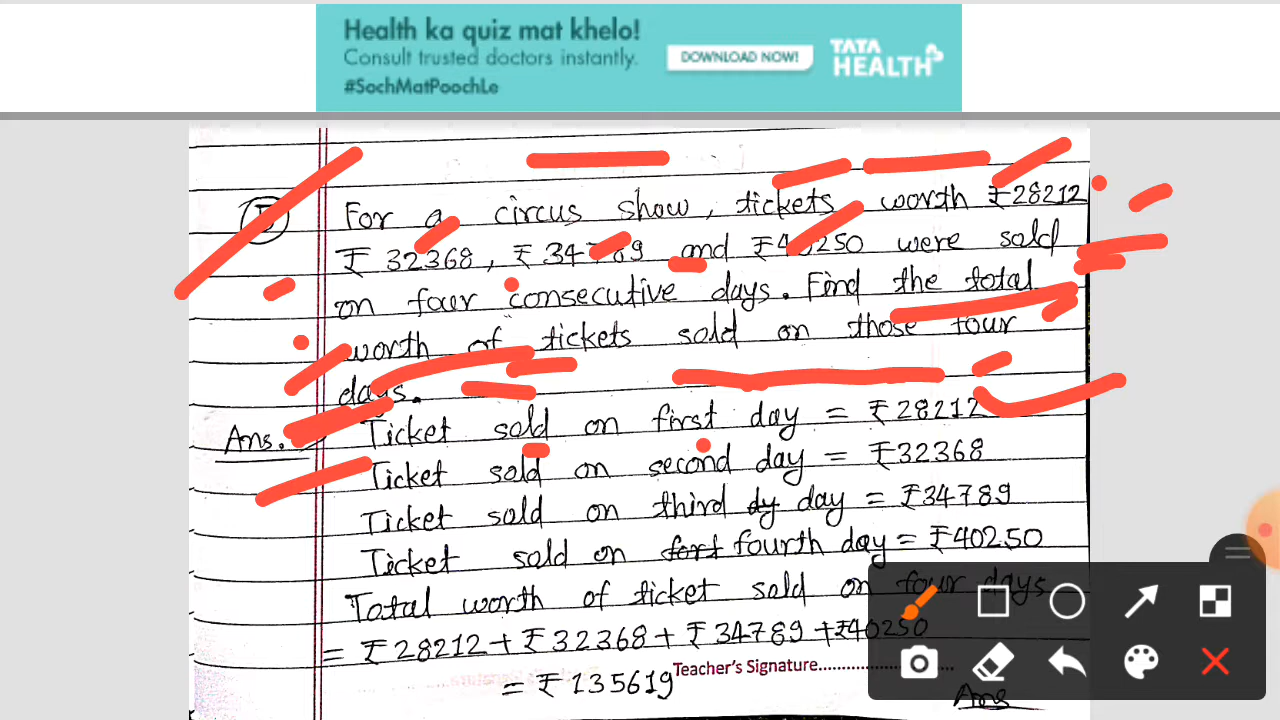 Health ka quiz mat khelo!
Consult trusted doctors instantly.
#SochMatPoochLe
DOWNLOAD NOW!
TATA
HEALTH
For a circus show, tickets worth ₹28212
₹ 32368, ₹ 34789 and ₹40250 were sold
on four consecutive days. Find the total
worth of tickets sold on those four
days.
Ans. Ticket sold on first day = ₹28212
Ticket sold on second day = ₹32368
Ticket sold on third dy day = ₹34789
Ticket sold on fort fourth day = ₹40250
Total worth of ticket sold on four days
= ₹28212 + ₹ 32368 + ₹ 34789 + ₹40250
Teacher's Signature
= ₹ 135619
Ans